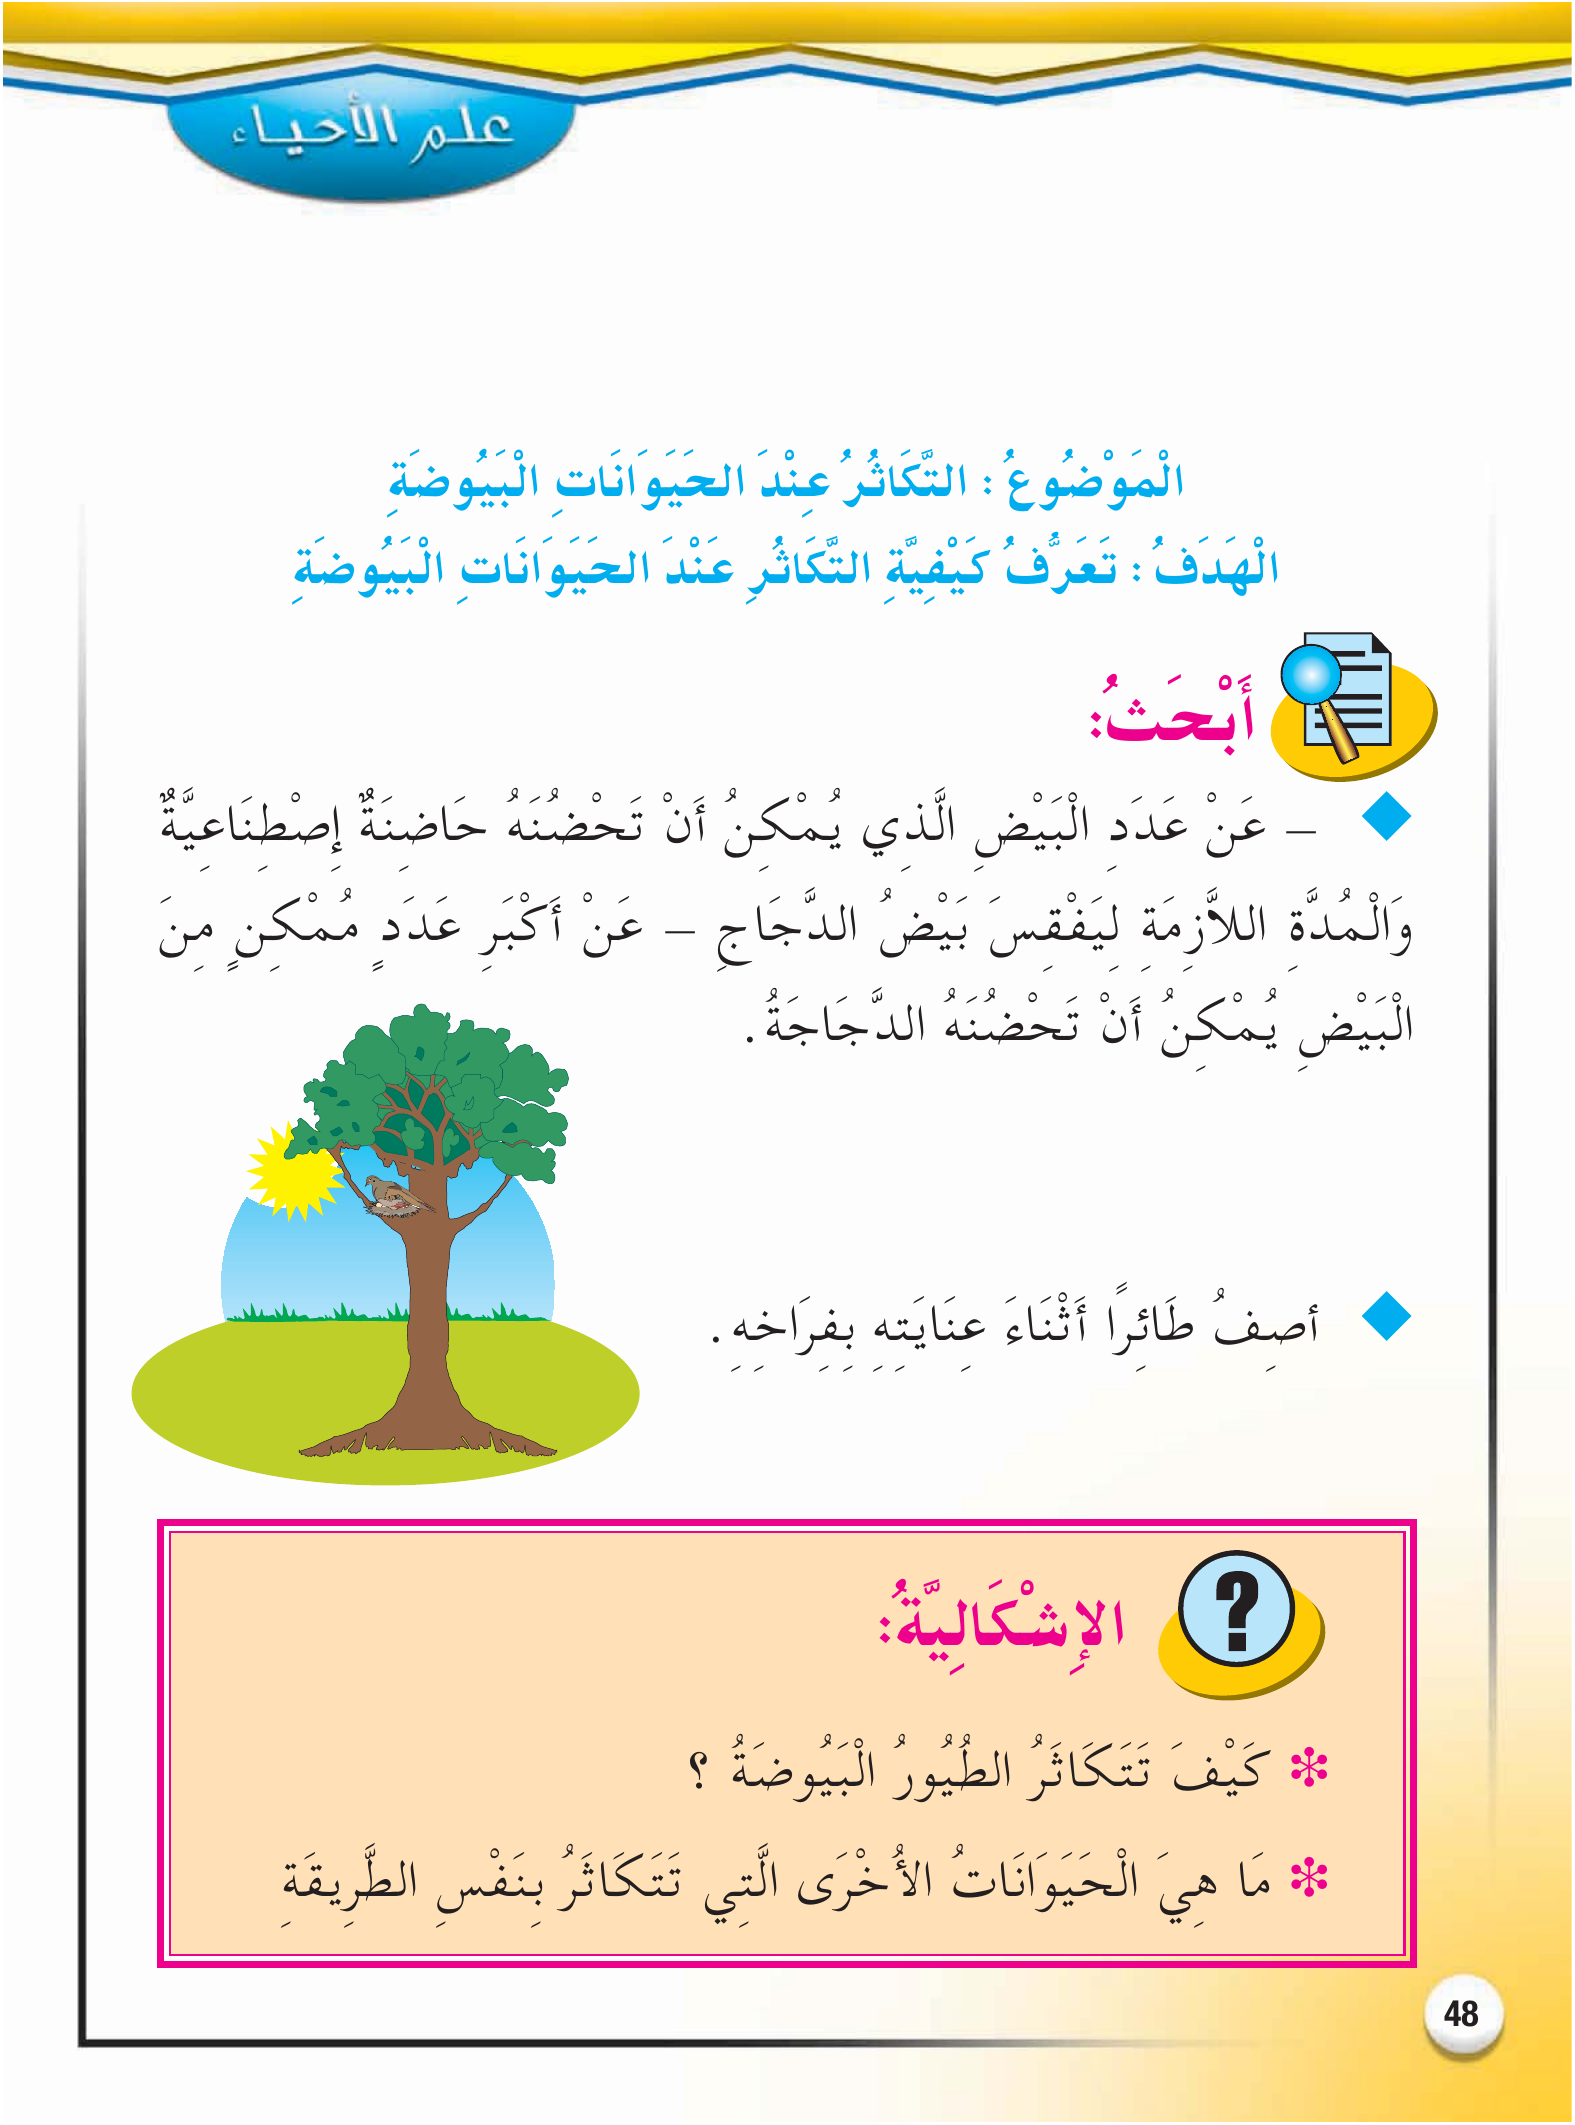 علم الأحياء
الْمَوْضُوعُ : التَّكَاثُرُ عِنْدَ الحَيَوَانَاتِ الْبَيُوضَةِ
الْهَدَفُ : تَعَرُّفُ كَيْفِيَّةِ التَّكَاثُرِ عَنْدَ الحَيَوَانَاتِ الْبَيُوضَةِ
أَبْحَثُ:
– عَنْ عَدَدِ الْبَيْضِ الَّذِي يُمْكِنُ أَنْ تَحْضُنَهُ حَاضِنَةٌ إِصْطِنَاعِيَّةٌ
وَالْمُدَّةِ اللاَّزِمَةِ لِيَفْقِسَ بَيْضُ الدَّجَاجِ – عَنْ أَكْبَرِ عَدَدٍ مُمْكِنٍ مِنَ
الْبَيْضِ يُمْكِنُ أَنْ تَحْضُنَهُ الدَّجَاجَةُ.
أصِفُ طَائِرًا أَثْنَاءَ عِنَايَتِهِ بِفِرَاخِهِ.
الإِشْكَالِيَّةُ:
كَيْفَ تَتَكَاثَرُ الطُيُورُ الْبَيُوضَةُ ؟
مَا هِيَ الْحَيَوَانَاتُ الأُخْرَى الَّتِي تَتَكَاثَرُ بِنَفْسِ الطَّرِيقَةِ
48